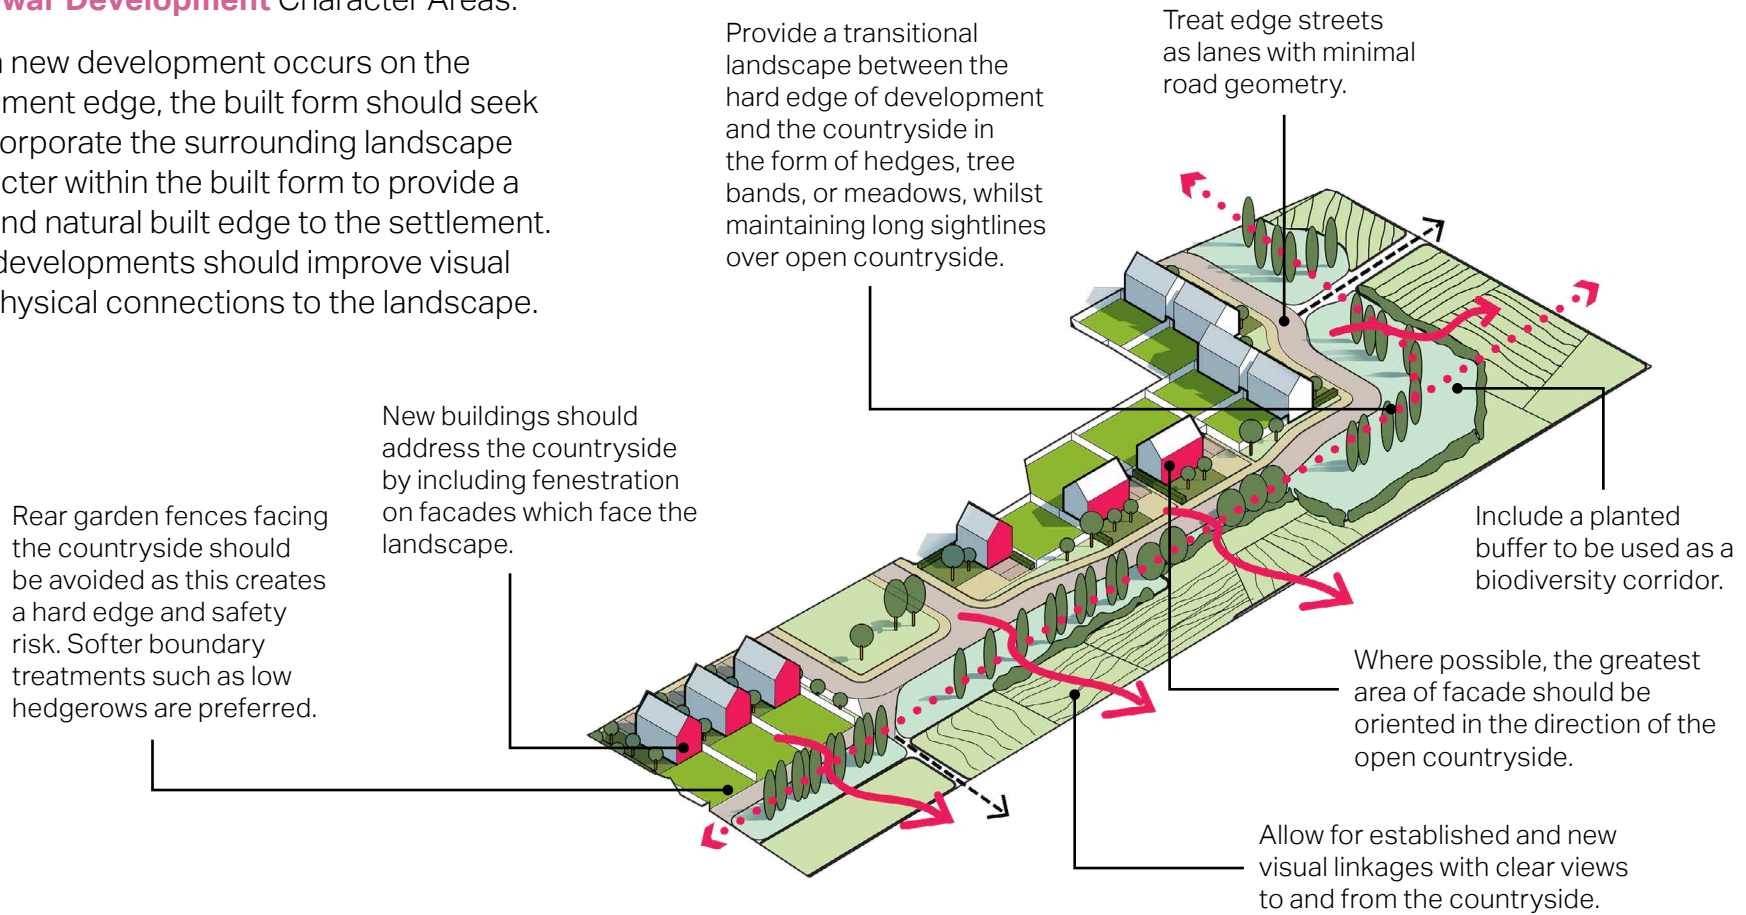 war Development Character Areas.
n new development occurs on the
ment edge, the built form should seek
orporate the surrounding landscape
cter within the built form to provide a
nd natural built edge to the settlement.
developments should improve visual
hysical connections to the landscape.
Provide a transitional
landscape between the
hard edge of development
and the countryside in
the form of hedges, tree
bands, or meadows, whilst
maintaining long sightlines
over open countryside.
Treat edge streets
as lanes with minimal
road geometry.
New buildings should
address the countryside
by including fenestration
on facades which face the
landscape.
Rear garden fences facing
the countryside should
be avoided as this creates
a hard edge and safety
risk. Softer boundary
treatments such as low
hedgerows are preferred.
Include a planted
buffer to be used as a
biodiversity corridor.
Where possible, the greatest
area of facade should be
oriented in the direction of the
open countryside.
Allow for established and new
visual linkages with clear views
to and from the countryside.